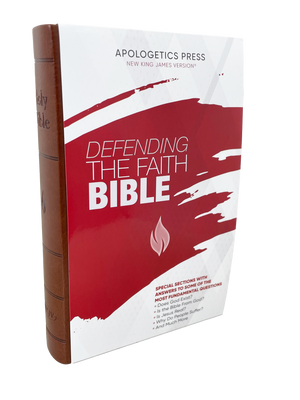 APOLOGETICS PRESS
NEW KING JAMES VERSION®
DEFENDING
THE FAITH
BIBLE
SPECIAL SECTIONS WITH
ANSWERS TO SOME OF THE
MOST FUNDAMENTAL QUESTIONS
• Does God Exist?
• Is the Bible From God?
• Is Jesus Real?
• Why Do People Suffer?
• And Much More
Holy
Bible